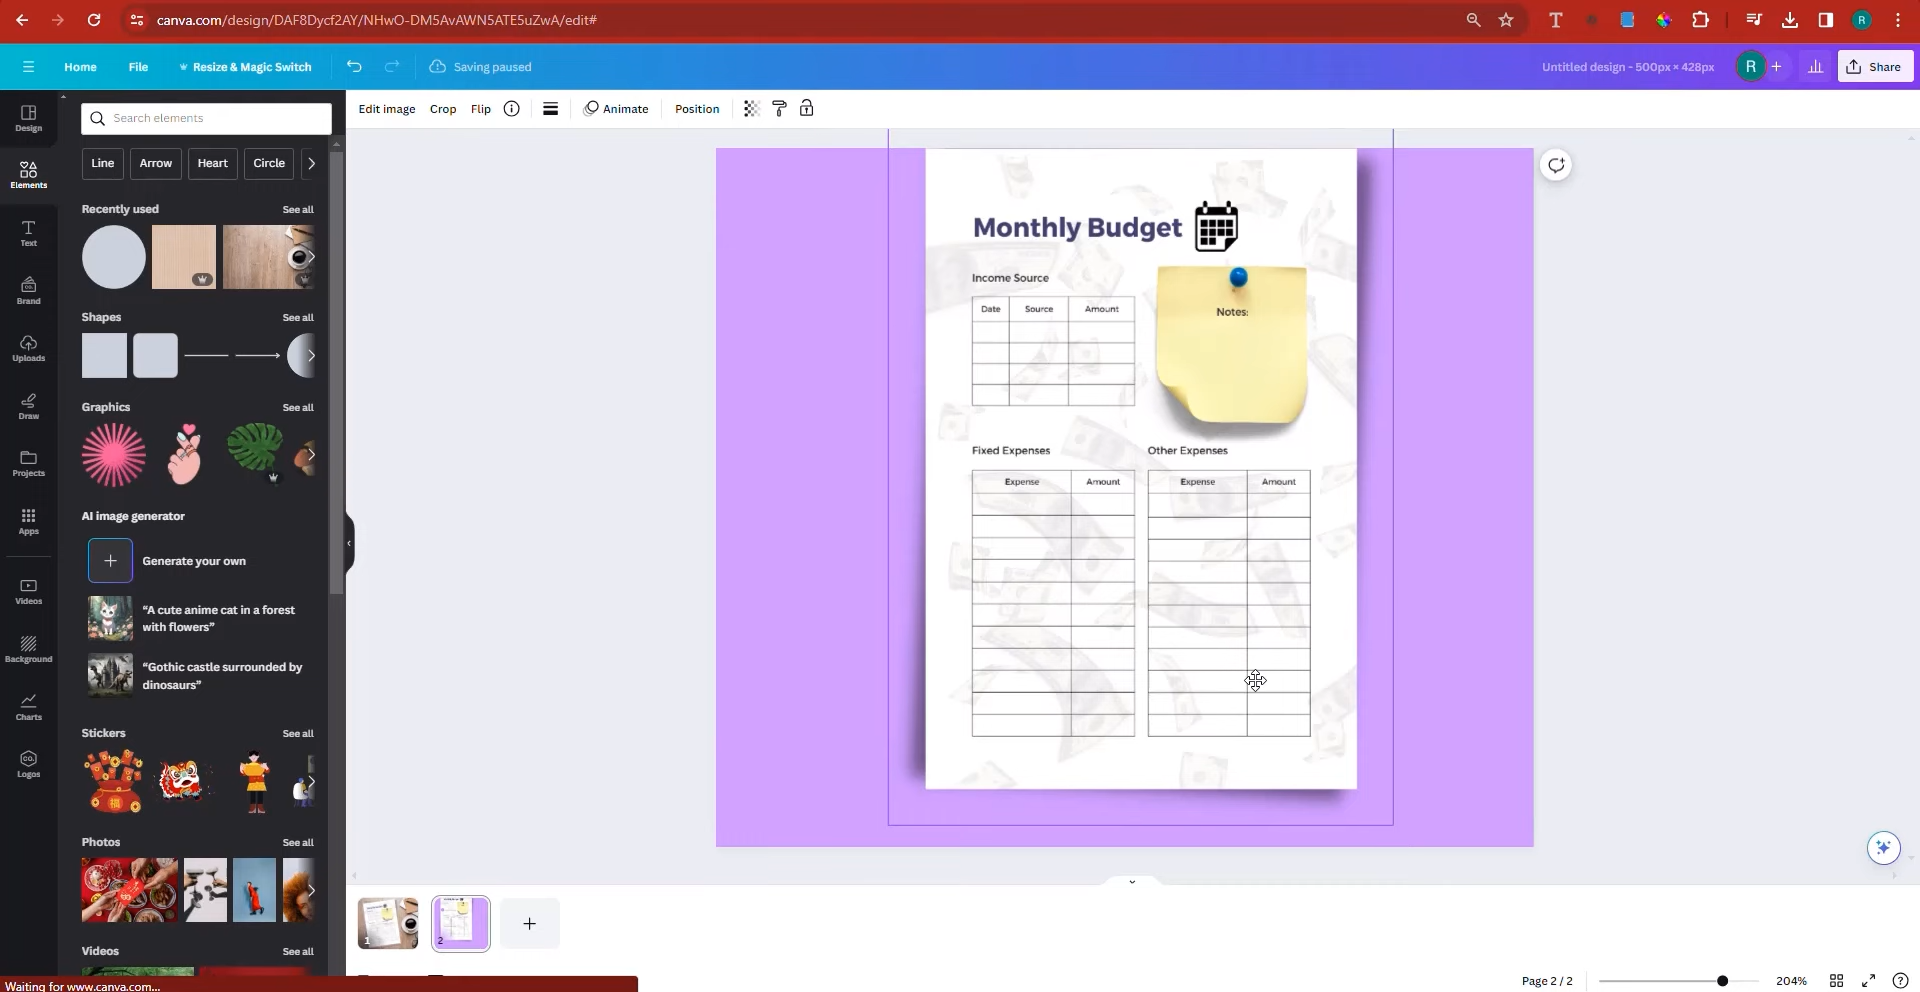 canva.com/design/DAF8Dycf2AY/NHwO-DM5AvAWN5ATE5uZwA/edit#
R
Home
File
Resize & Magic Switch
Saving paused
Untitled design - 500px × 428px
R
Share
Design
Elements
Text
Brand
Uploads
Draw
Projects
Apps
Videos
Background
Charts
Logos
Search elements
Line
Arrow
Heart
Circle
Recently used
See all
Shapes
See all
Graphics
See all
AI image generator
Generate your own
“A cute anime cat in a forest
with flowers”
“Gothic castle surrounded by
dinosaurs”
Stickers
See all
Photos
See all
Videos
See all
Edit image
Crop
Flip
Animate
Position
Monthly Budget
Income Source
Date Source Amount
Notes:
Fixed Expenses
Other Expenses
Expense Amount
Expense Amount
1
2
Page 2 / 2
204%
Waiting for www.canva.com...